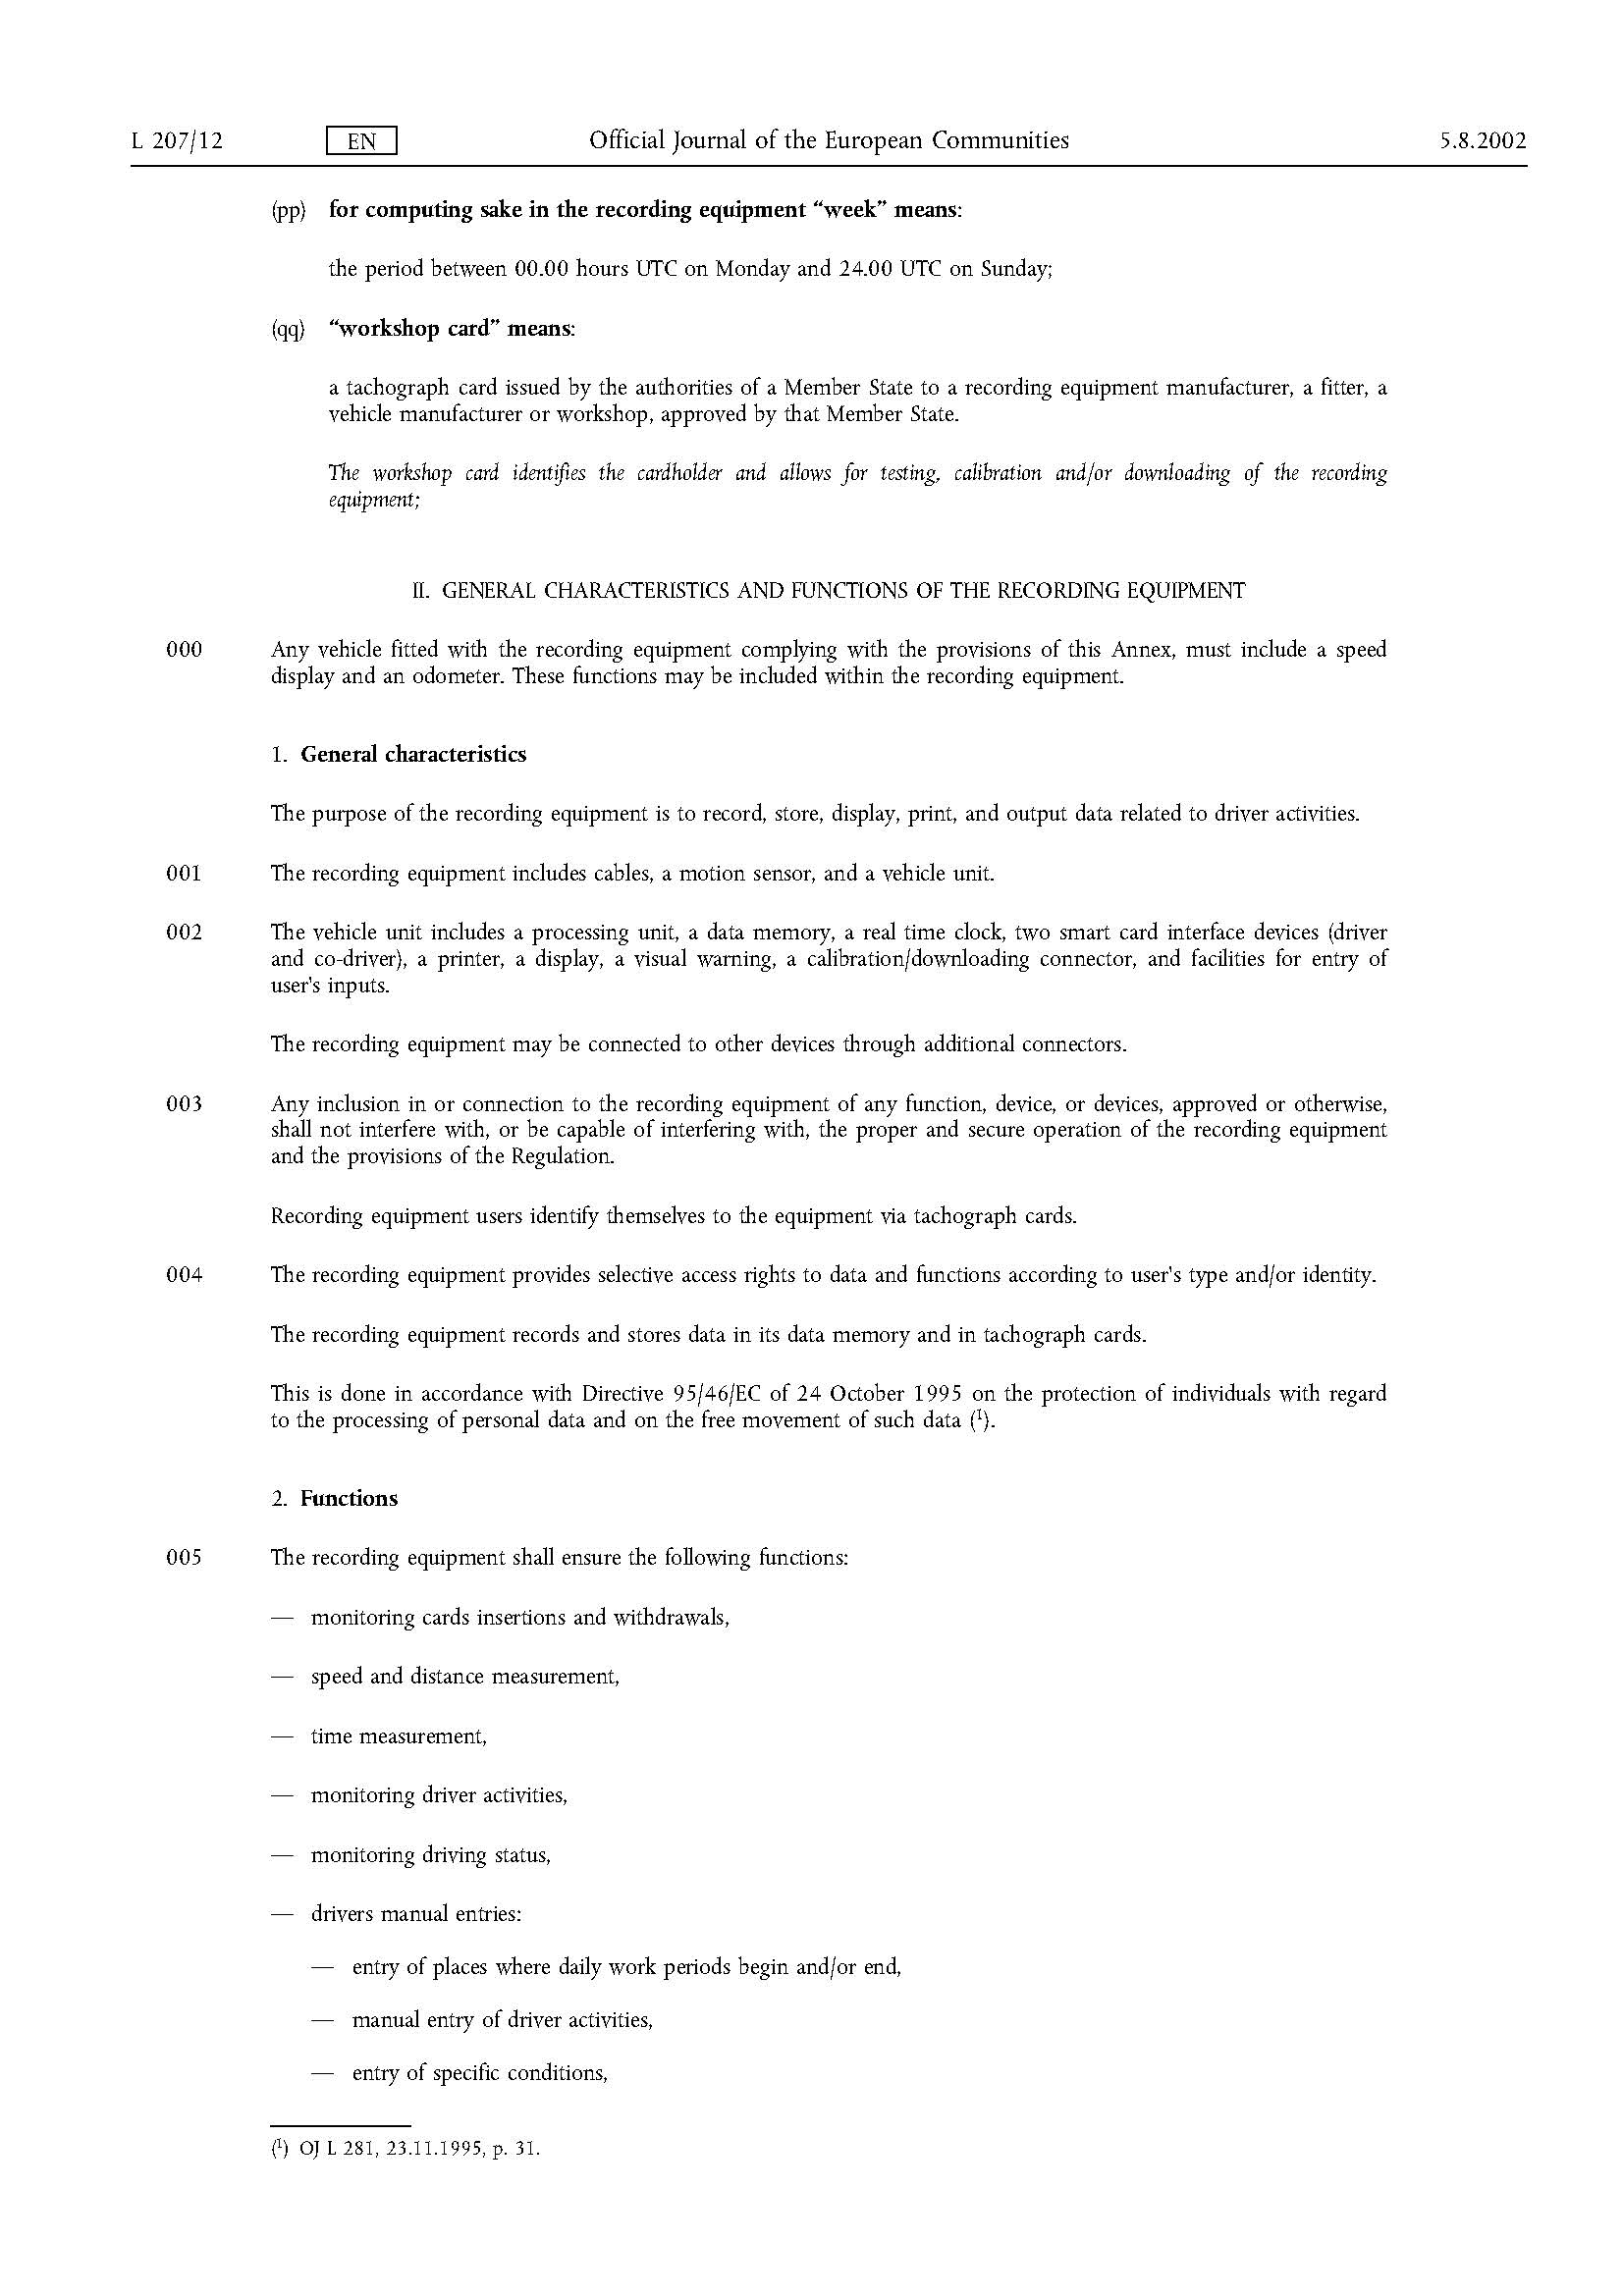 L 207/12 EN Official Journal of the European Communities 5.8.2002
(pp) for computing sake in the recording equipment “week” means:
the period between 00.00 hours UTC on Monday and 24.00 UTC on Sunday;
(qq) “workshop card” means:
a tachograph card issued by the authorities of a Member State to a recording equipment manufacturer, a fitter, a
vehicle manufacturer or workshop, approved by that Member State.
The workshop card identifies the cardholder and allows for testing, calibration and/or downloading of the recording
equipment;
II. GENERAL CHARACTERISTICS AND FUNCTIONS OF THE RECORDING EQUIPMENT
000 Any vehicle fitted with the recording equipment complying with the provisions of this Annex, must include a speed
display and an odometer. These functions may be included within the recording equipment.
1. General characteristics
The purpose of the recording equipment is to record, store, display, print, and output data related to driver activities.
001 The recording equipment includes cables, a motion sensor, and a vehicle unit.
002 The vehicle unit includes a processing unit, a data memory, a real time clock, two smart card interface devices (driver
and co-driver), a printer, a display, a visual warning, a calibration/downloading connector, and facilities for entry of
user's inputs.
The recording equipment may be connected to other devices through additional connectors.
003 Any inclusion in or connection to the recording equipment of any function, device, or devices, approved or otherwise,
shall not interfere with, or be capable of interfering with, the proper and secure operation of the recording equipment
and the provisions of the Regulation.
Recording equipment users identify themselves to the equipment via tachograph cards.
004 The recording equipment provides selective access rights to data and functions according to user's type and/or identity.
The recording equipment records and stores data in its data memory and in tachograph cards.
This is done in accordance with Directive 95/46/EC of 24 October 1995 on the protection of individuals with regard
to the processing of personal data and on the free movement of such data (¹).
2. Functions
005 The recording equipment shall ensure the following functions:
— monitoring cards insertions and withdrawals,
— speed and distance measurement,
— time measurement,
— monitoring driver activities,
— monitoring driving status,
— drivers manual entries:
— entry of places where daily work periods begin and/or end,
— manual entry of driver activities,
— entry of specific conditions,
(¹) OJ L 281, 23.11.1995, p. 31.